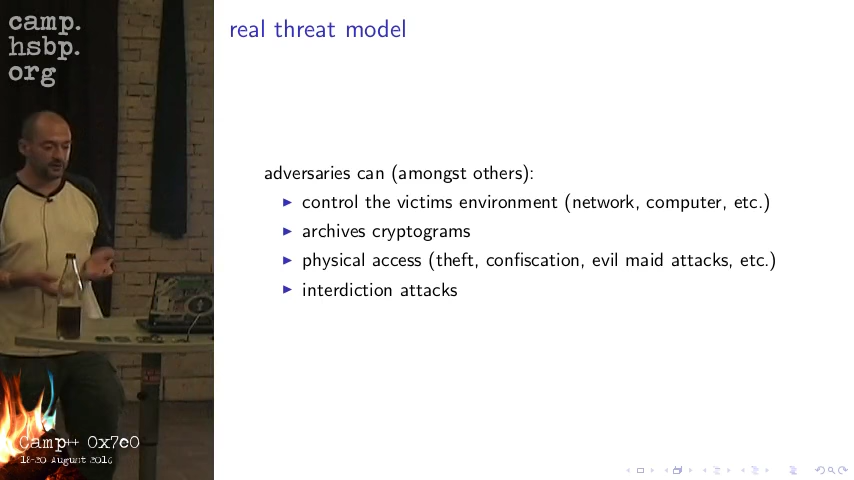 camp.
hsbp.
org
real threat model
adversaries can (amongst others):
control the victims environment (network, computer, etc.)
archives cryptograms
physical access (theft, confiscation, evil maid attacks, etc.)
interdiction attacks
Camp++ 0x7e0
18-20 August 2016